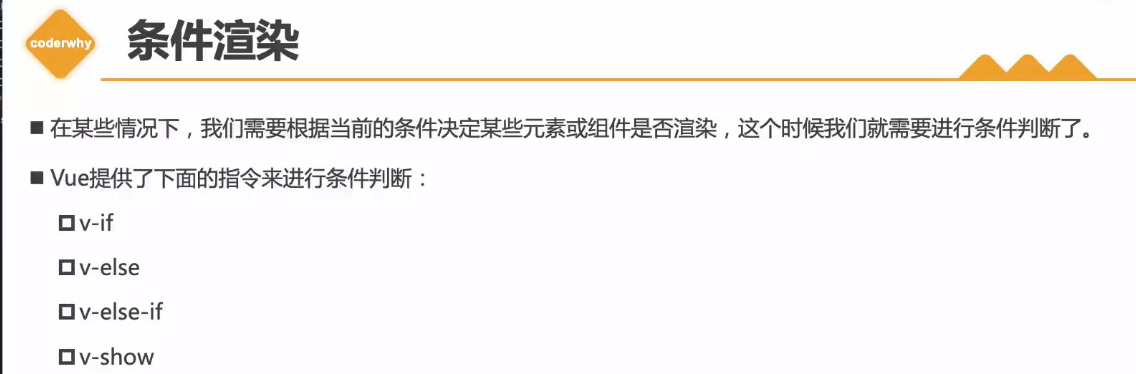 coderwhy
条件渲染
在某些情况下，我们需要根据当前的条件决定某些元素或组件是否渲染，这个时候我们就需要进行条件判断了。
Vue提供了下面的指令来进行条件判断：
v-if
v-else
v-else-if
v-show